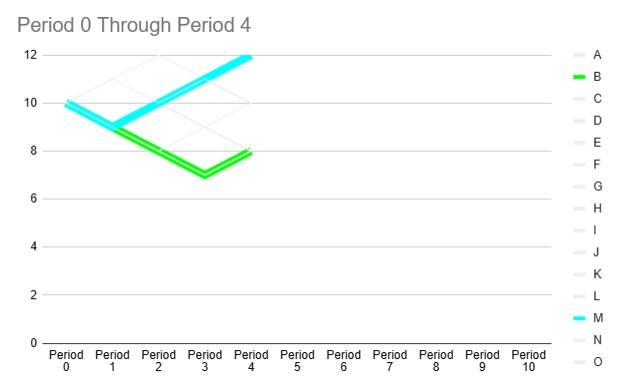 Period 0 Through Period 4
12
10
8
6
4
2
0
Period Period Period Period Period Period Period Period Period Period Period
0 1 2 3 4 5 6 7 8 9 10
A
B
C
D
E
F
G
H
I
J
K
L
M
N
O